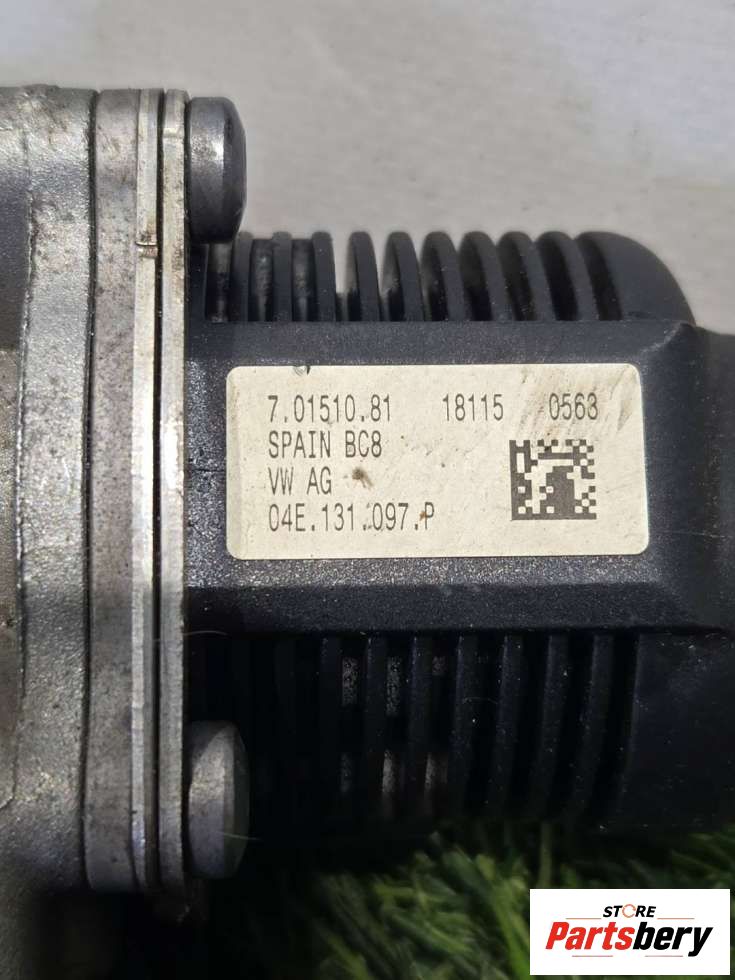 7.01510.81 18115 0563
SPAIN BC8
VW AG
04E.131.097.P
STORE
Partsbery